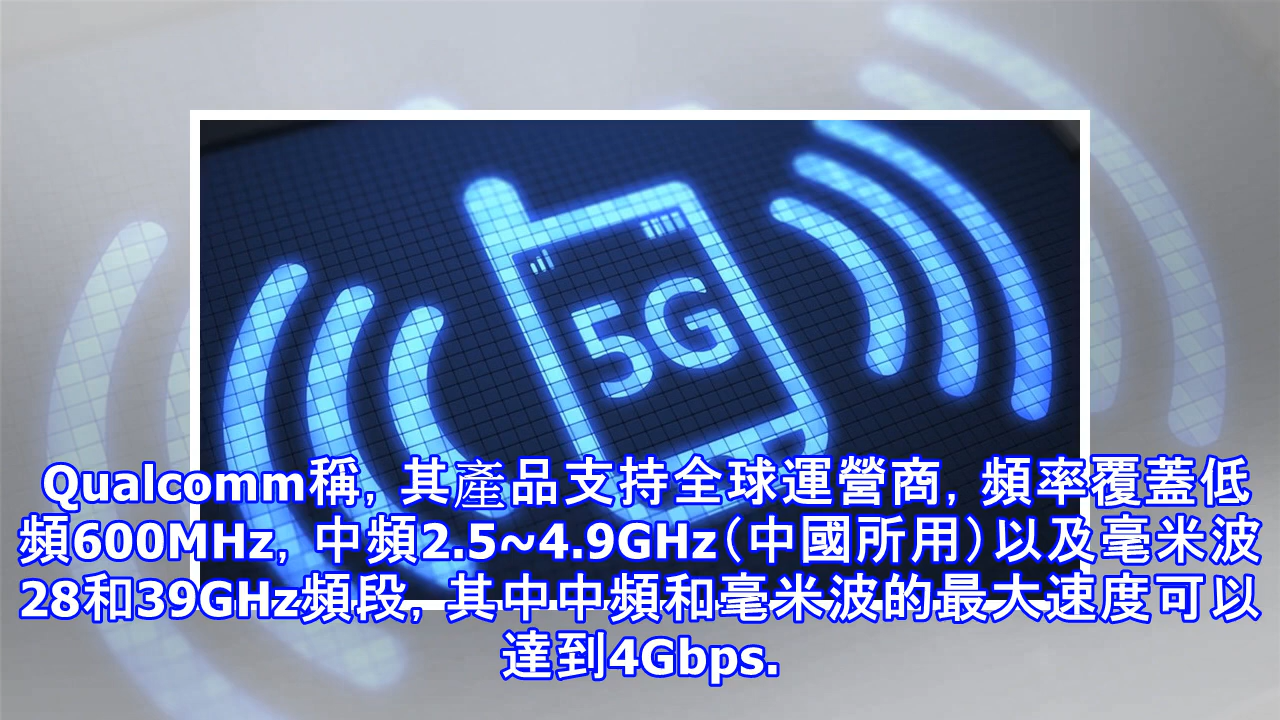 5G
Qualcomm稱，其產品支持全球運營商，頻率覆蓋低
頻600MHz，中頻2.5~4.9GHz（中國所用）以及毫米波
28和39GHz頻段，其中中頻和毫米波的最大速度可以
達到4Gbps.